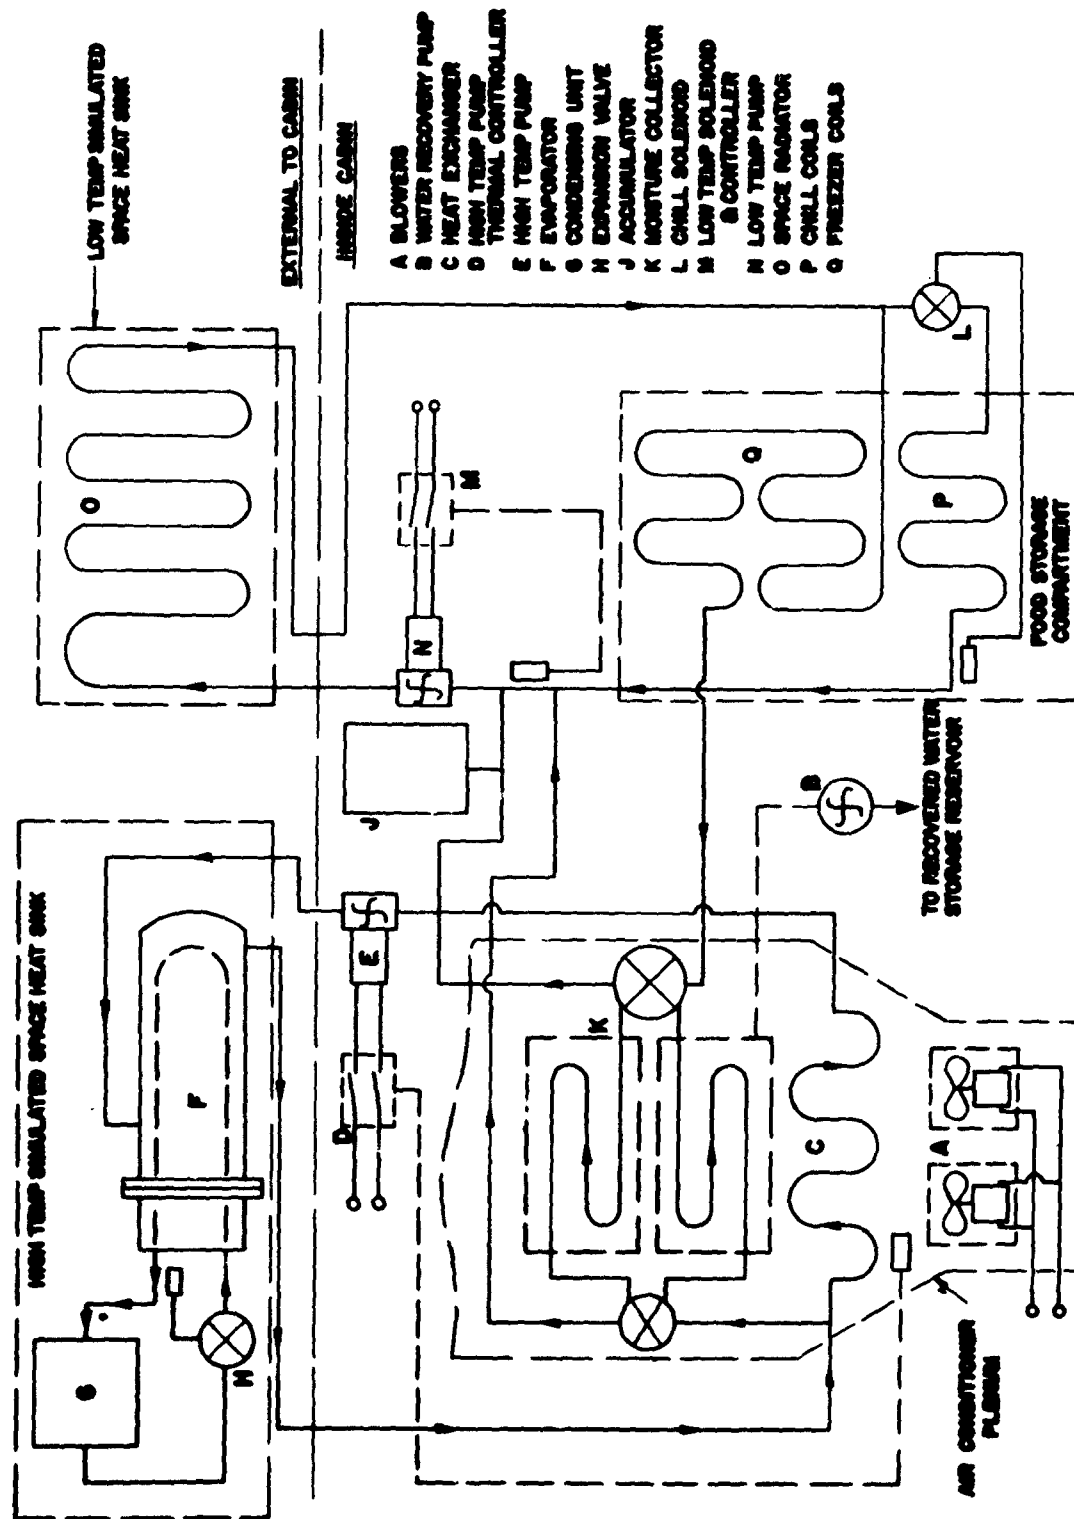 HIGH TEMP SIMULATED SPACE HEAT SINK
LOW TEMP SIMULATED
SPACE HEAT SINK
EXTERNAL TO CABIN
INSIDE CABIN
A BLOWERS
B WATER RECOVERY PUMP
C HEAT EXCHANGER
D HIGH TEMP PUMP
THERMAL CONTROLLER
E HIGH TEMP PUMP
F EVAPORATOR
G CONDENSING UNIT
H EXPANSION VALVE
J ACCUMULATOR
K MOISTURE COLLECTOR
L CHILL SOLENOID
M LOW TEMP SOLENOID
& CONTROLLER
N LOW TEMP PUMP
O SPACE RADIATOR
P CHILL COILS
Q FREEZER COILS
G
H
F
D
E
J
N
M
O
K
C
A
B
Q
P
L
AIR CONDITIONER
PLENUM
TO RECOVERED WATER
STORAGE RESERVOIR
FOOD STORAGE
COMPARTMENT